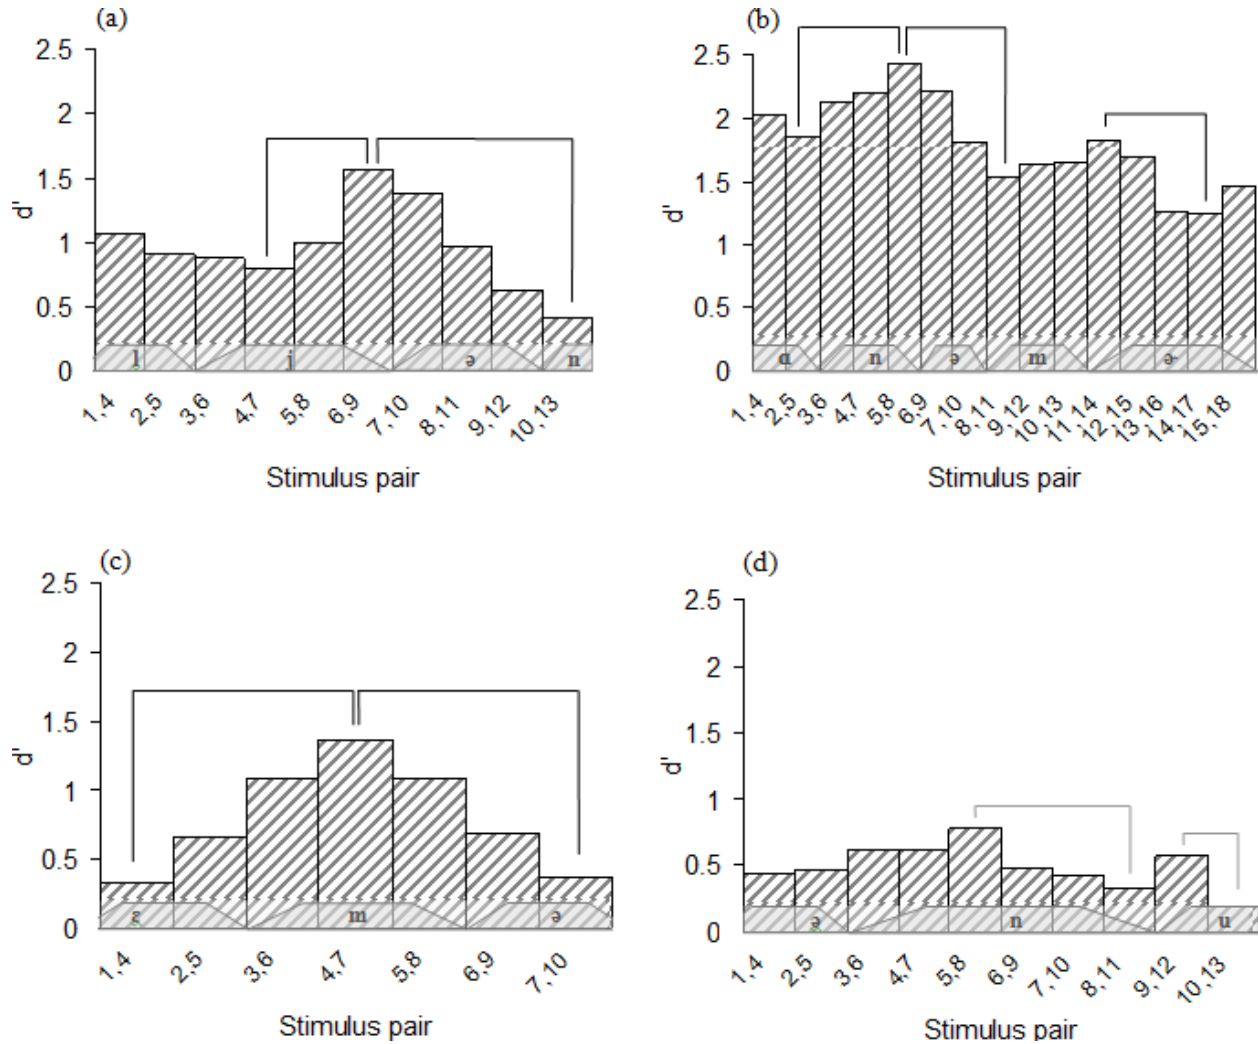 (a)
2.5
2
1.5
1
0.5
0
d'
l j ə n
1,4 2,5 3,6 4,7 5,8 6,9 7,10 8,11 9,12 10,13
Stimulus pair
(b)
2.5
2
1.5
1
0.5
0
d'
ɒ n ə m ɚ
1,4 2,5 3,6 4,7 5,8 6,9 7,10 8,11 9,12 10,13 11,14 12,15 13,16 14,17 15,18
Stimulus pair
(c)
2.5
2
1.5
1
0.5
0
d'
ɛ m ə
1,4 2,5 3,6 4,7 5,8 6,9 7,10
Stimulus pair
(d)
2.5
2
1.5
1
0.5
0
d'
ə n n
1,4 2,5 3,6 4,7 5,8 6,9 7,10 8,11 9,12 10,13
Stimulus pair